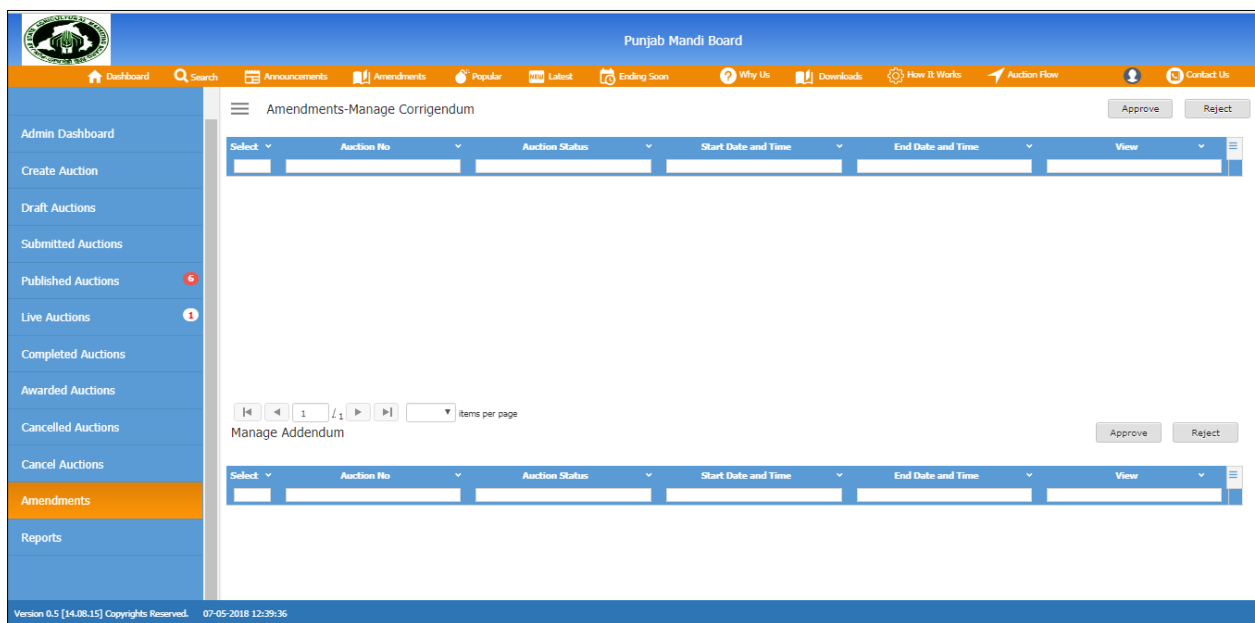 Punjab Mandi Board
Dashboard Search Announcements Amendments Popular NEW Latest Ending Soon Why Us Downloads How It Works Auction Flow Contact Us
Amendments-Manage Corrigendum Approve Reject
Admin Dashboard
Create Auction
Draft Auctions
Submitted Auctions
Published Auctions 6
Live Auctions 1
Completed Auctions
Awarded Auctions
Cancelled Auctions
Cancel Auctions
Amendments
Reports
Select Auction No Auction Status Start Date and Time End Date and Time View
1 / 1 items per page
Manage Addendum Approve Reject
Select Auction No Auction Status Start Date and Time End Date and Time View
Version 0.5 [14.08.15] Copyrights Reserved. 07-05-2018 12:39:36